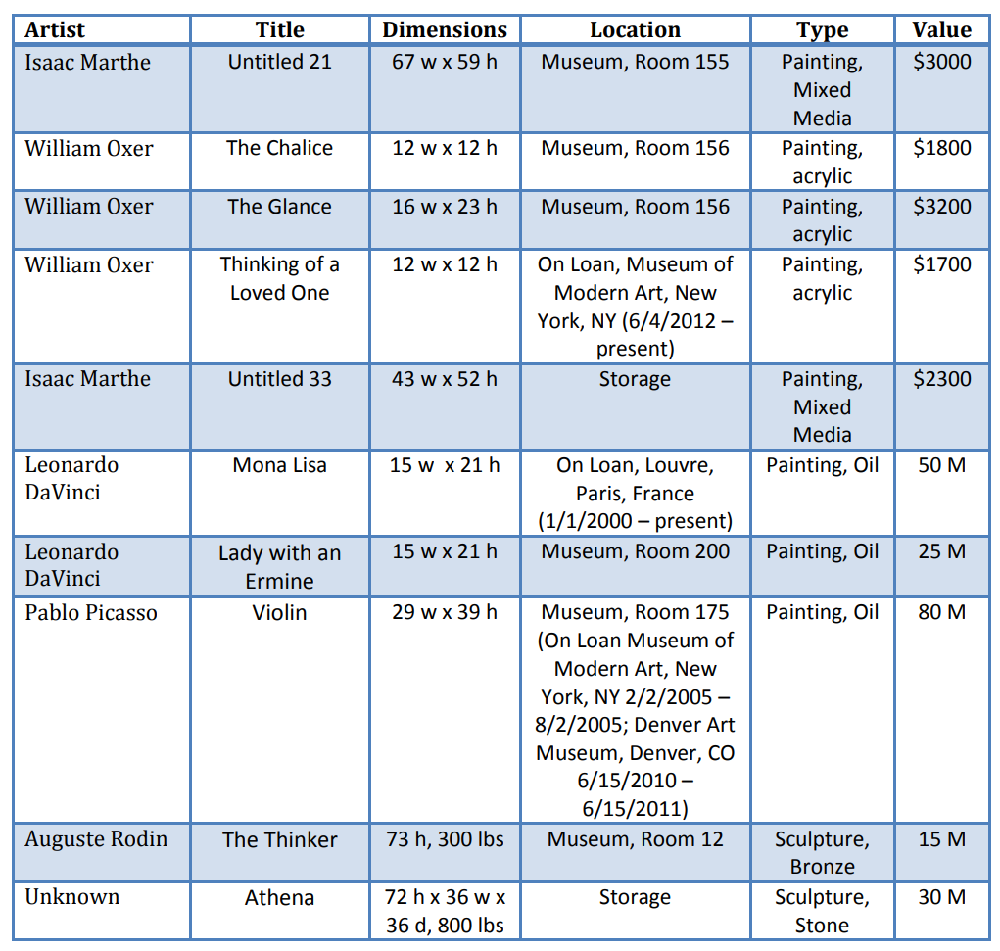 Artist Title Dimensions Location Type Value
Isaac Marthe Untitled 21 67 w x 59 h Museum, Room 155 Painting, $3000
Mixed
Media
William Oxer The Chalice 12 w x 12 h Museum, Room 156 Painting, $1800
acrylic
William Oxer The Glance 16 w x 23 h Museum, Room 156 Painting, $3200
acrylic
William Oxer Thinking of a 12 w x 12 h On Loan, Museum of Painting, $1700
Loved One Modern Art, New acrylic
York, NY (6/4/2012 –
present)
Isaac Marthe Untitled 33 43 w x 52 h Storage Painting, $2300
Mixed
Media
Leonardo Mona Lisa 15 w x 21 h On Loan, Louvre, Painting, Oil 50 M
DaVinci Paris, France
(1/1/2000 – present)
Leonardo Lady with an 15 w x 21 h Museum, Room 200 Painting, Oil 25 M
DaVinci Ermine
Pablo Picasso Violin 29 w x 39 h Museum, Room 175 Painting, Oil 80 M
(On Loan Museum of
Modern Art, New
York, NY 2/2/2005 –
8/2/2005; Denver Art
Museum, Denver, CO
6/15/2010 –
6/15/2011)
Auguste Rodin The Thinker 73 h, 300 lbs Museum, Room 12 Sculpture, 15 M
Bronze
Unknown Athena 72 h x 36 w x Storage Sculpture, 30 M
36 d, 800 lbs Stone